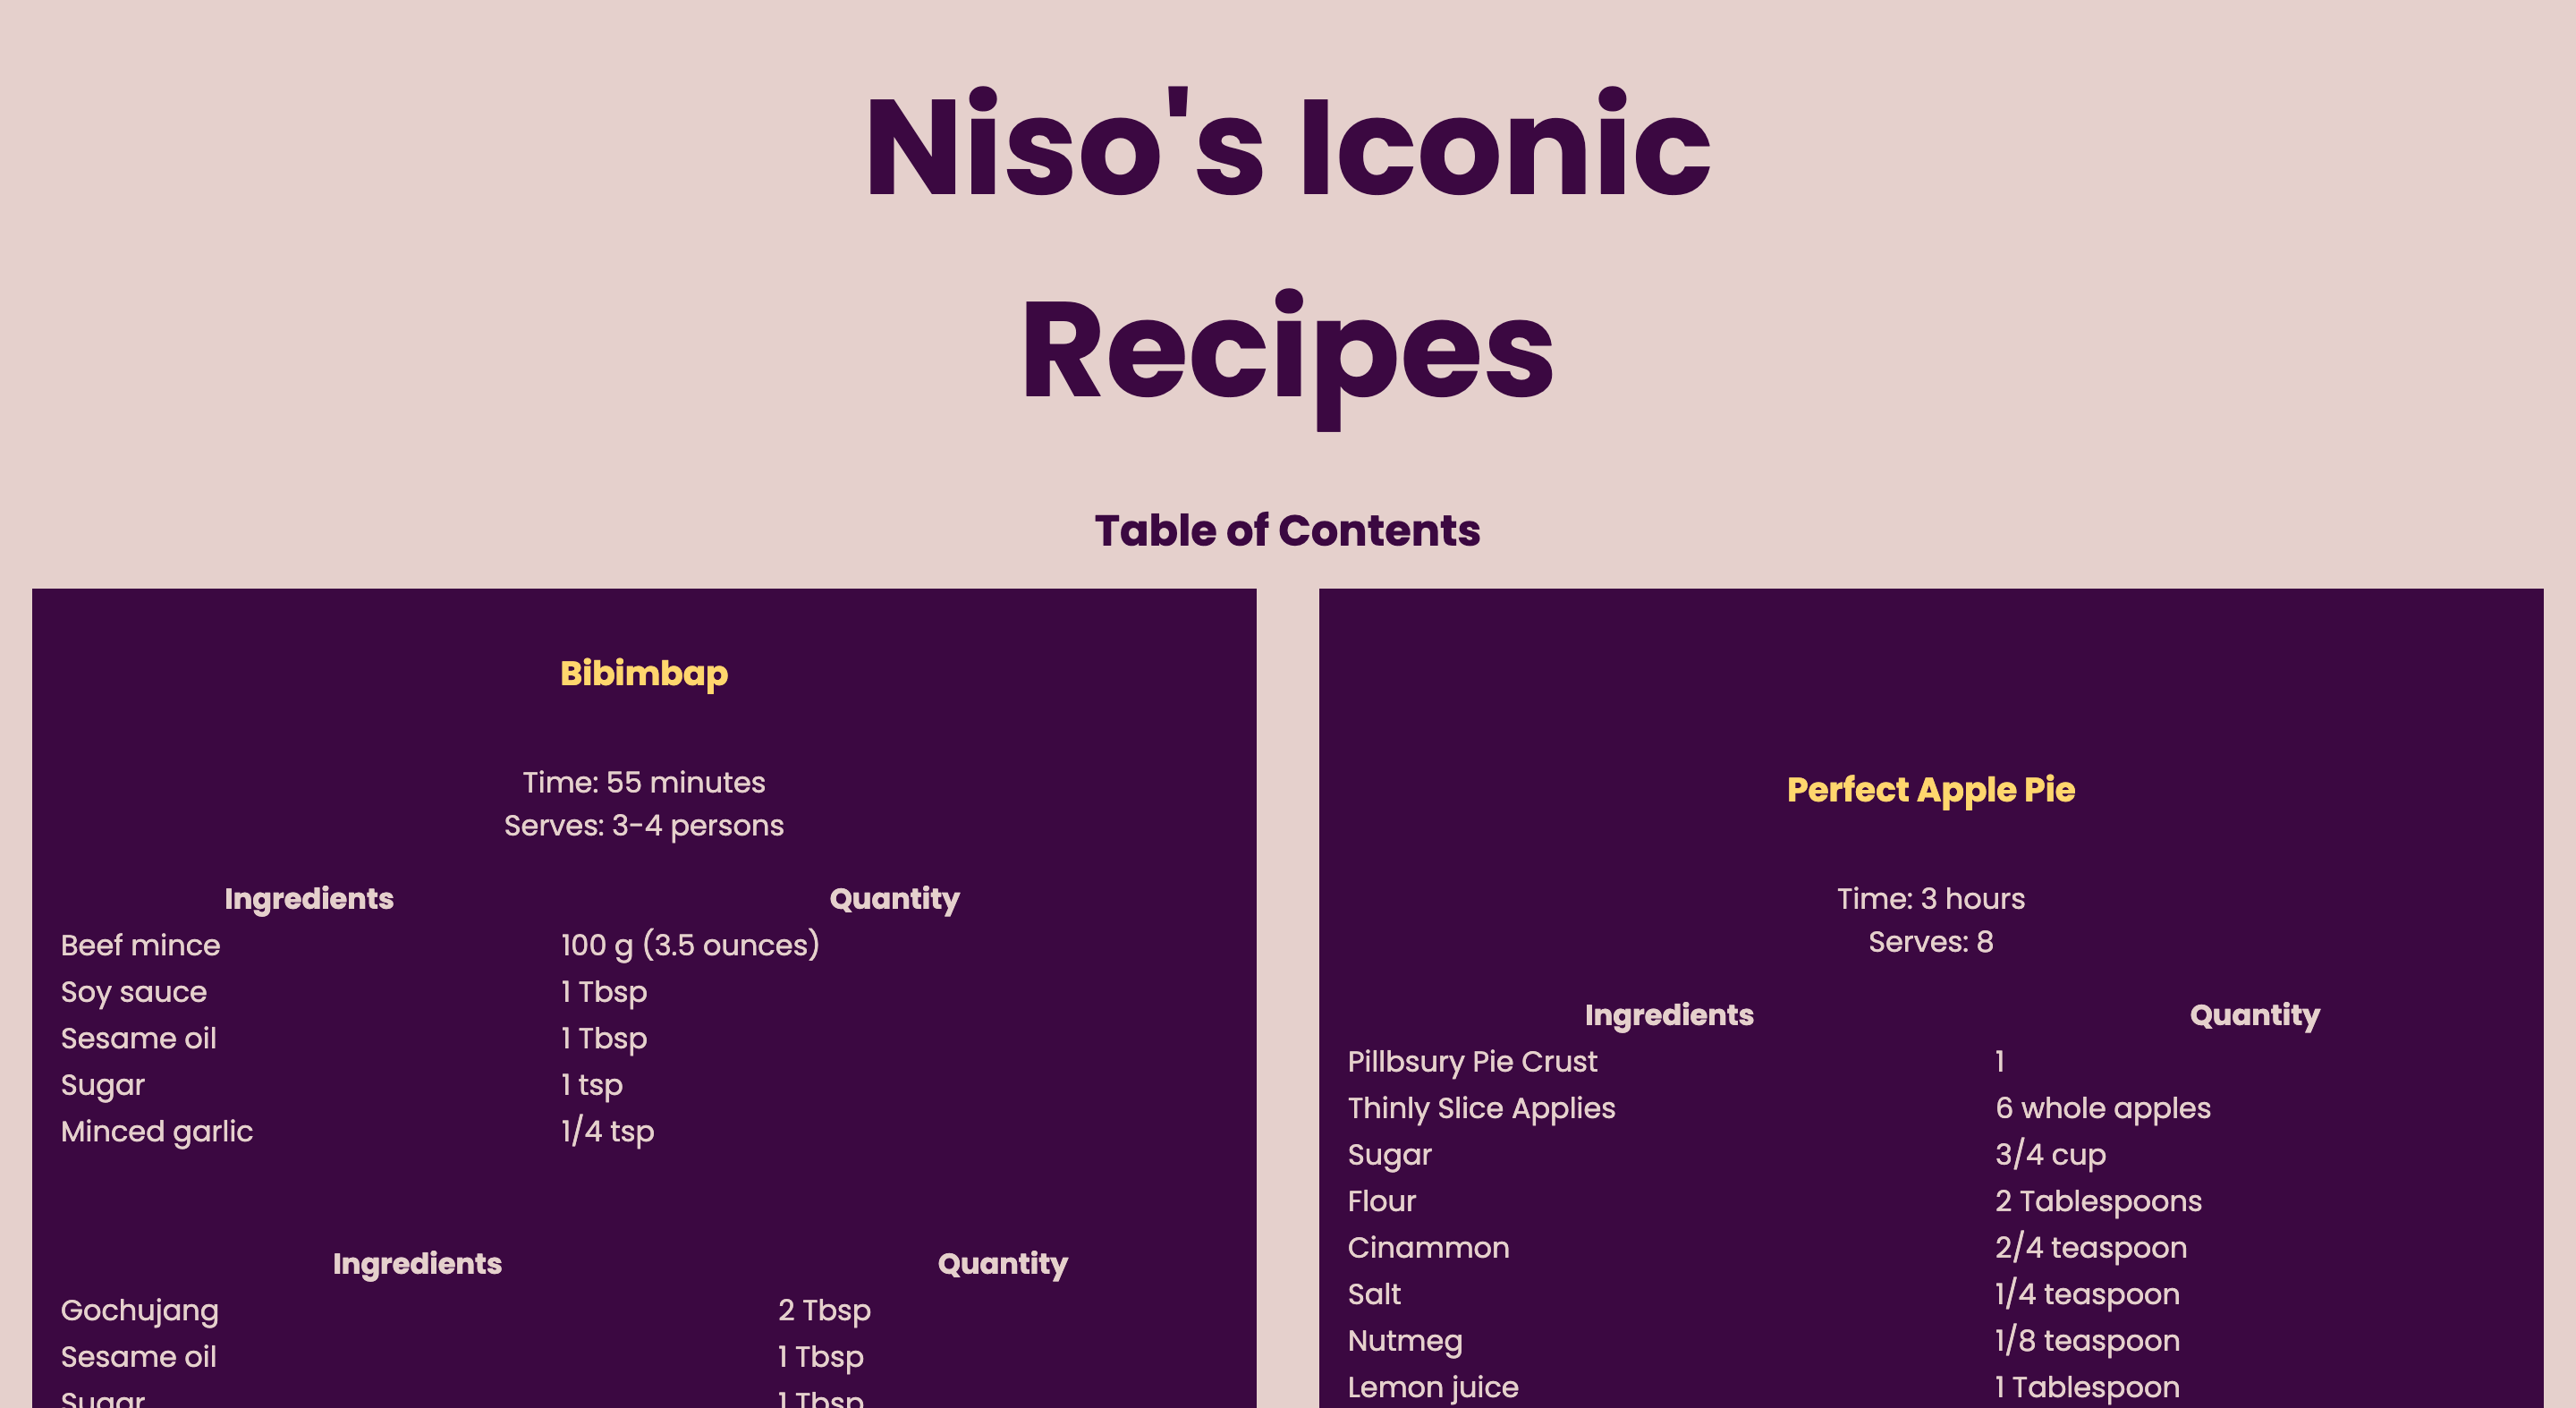 Niso's Iconic
Recipes
Table of Contents
Bibimbap
Time: 55 minutes
Serves: 3-4 persons
Ingredients Quantity
Beef mince 100 g (3.5 ounces)
Soy sauce 1 Tbsp
Sesame oil 1 Tbsp
Sugar 1 tsp
Minced garlic 1/4 tsp
Ingredients Quantity
Gochujang 2 Tbsp
Sesame oil 1 Tbsp
Sugar 1 Tbsp
Perfect Apple Pie
Time: 3 hours
Serves: 8
Ingredients Quantity
Pillbsury Pie Crust 1
Thinly Slice Applies 6 whole apples
Sugar 3/4 cup
Flour 2 Tablespoons
Cinammon 2/4 teaspoon
Salt 1/4 teaspoon
Nutmeg 1/8 teaspoon
Lemon juice 1 Tablespoon